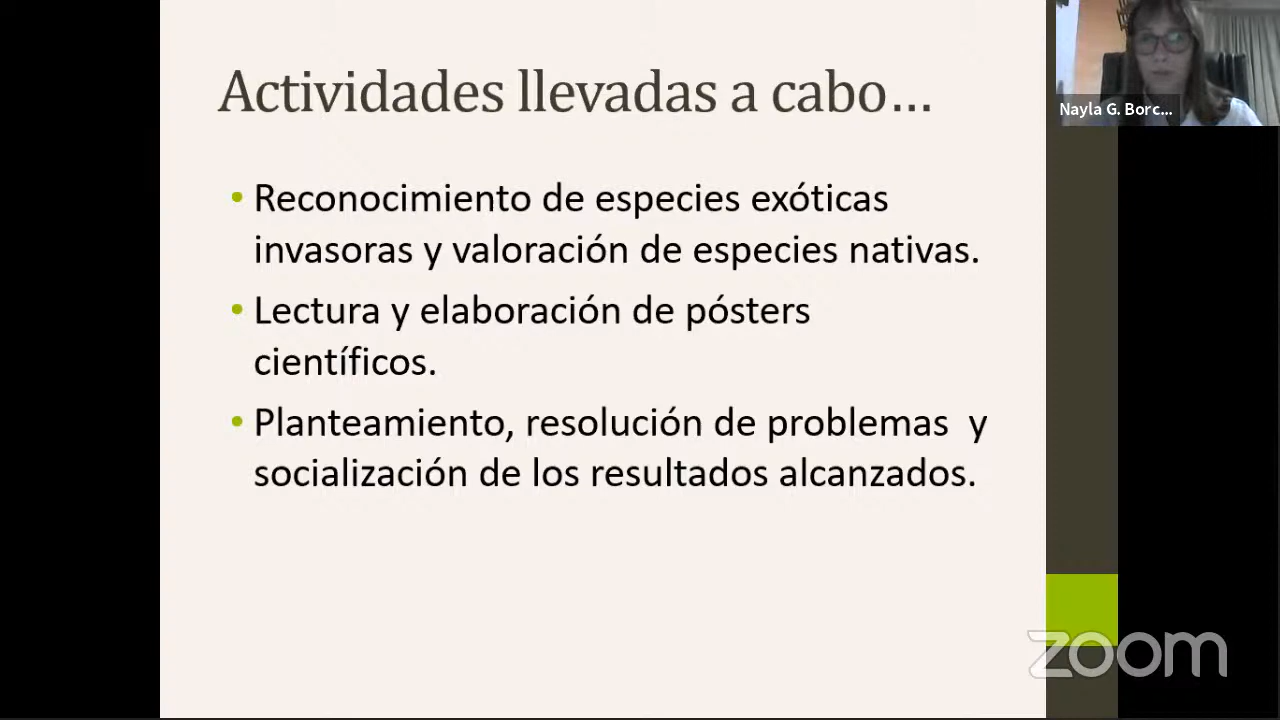 Actividades llevadas a cabo...
Nayla G. Borc...
• Reconocimiento de especies exóticas
invasoras y valoración de especies nativas.
• Lectura y elaboración de pósters
científicos.
• Planteamiento, resolución de problemas  y
socialización de los resultados alcanzados.
zoom